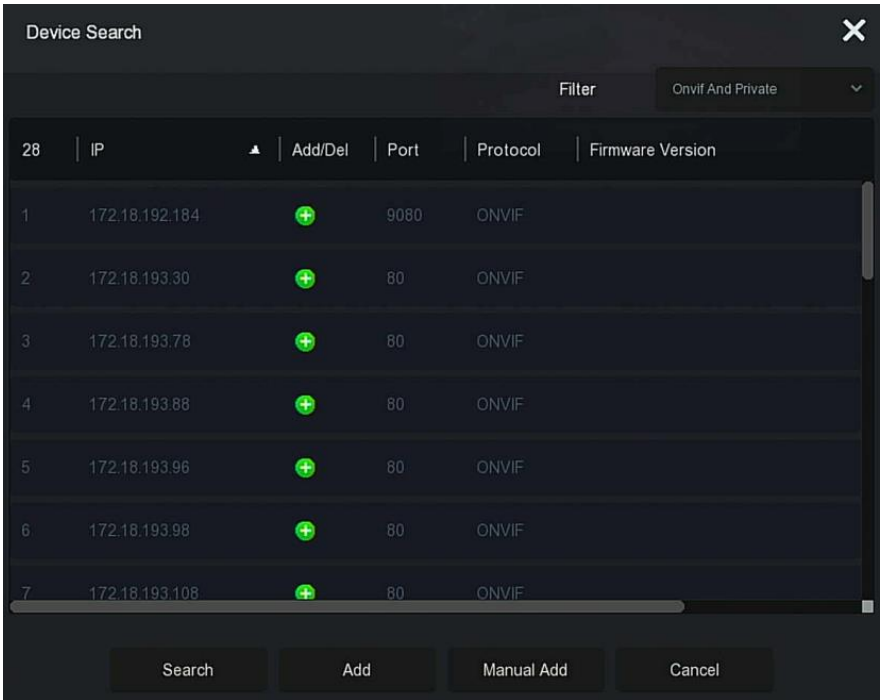 Device Search
Filter Onvif And Private
28 IP Add/Del Port Protocol Firmware Version
1 172.18.192.184 9080 ONVIF
2 172.18.193.30 80 ONVIF
3 172.18.193.78 80 ONVIF
4 172.18.193.88 80 ONVIF
5 172.18.193.96 80 ONVIF
6 172.18.193.98 80 ONVIF
7 172.18.193.108 80 ONVIF
Search Add Manual Add Cancel